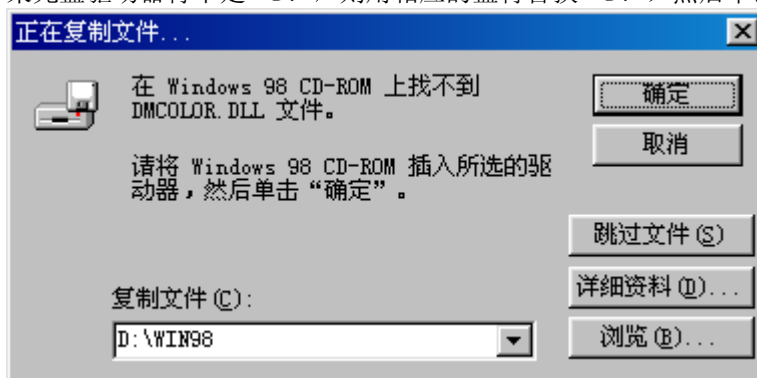 正在复制文件...
在 Windows 98 CD-ROM 上找不到
DMCOLOR.DLL 文件。
确定
取消
请将 Windows 98 CD-ROM 插入所选的驱
动器，然后单击“确定”。
跳过文件(S)
详细资料(D)...
复制文件(C):
D:\WIN98
浏览(B)...